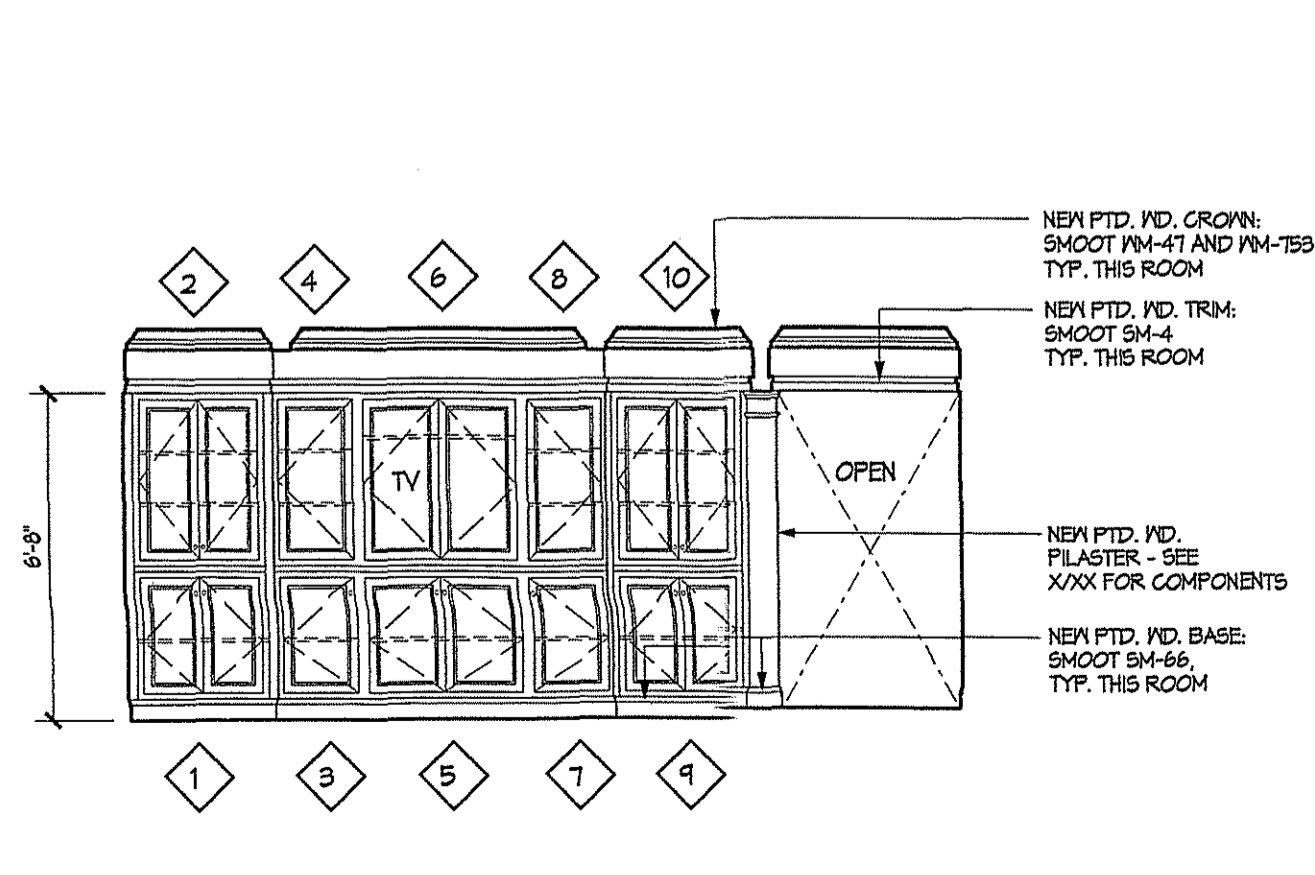 NEW PTD. WD. CROWN:
SMOOT WM-47 AND WM-753
TYP. THIS ROOM
2
4
6
8
10
NEW PTD. WD. TRIM:
SMOOT SM-4
TYP. THIS ROOM
TV
OPEN
6'-8"
NEW PTD. WD.
PILASTER - SEE
X/XX FOR COMPONENTS
NEW PTD. WD. BASE:
SMOOT SM-66,
TYP. THIS ROOM
1
3
5
7
9